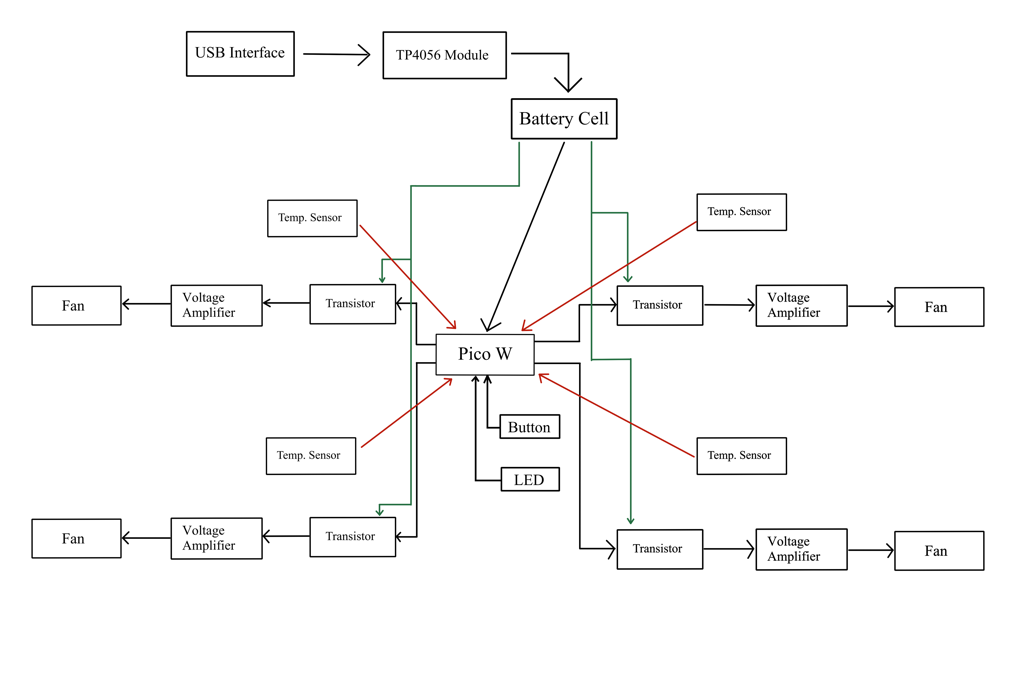 USB Interface
TP4056 Module
Battery Cell
Temp. Sensor
Temp. Sensor
Fan
Voltage
Amplifier
Transistor
Transistor
Voltage
Amplifier
Fan
Pico W
Button
Temp. Sensor
Temp. Sensor
LED
Fan
Voltage
Amplifier
Transistor
Transistor
Voltage
Amplifier
Fan